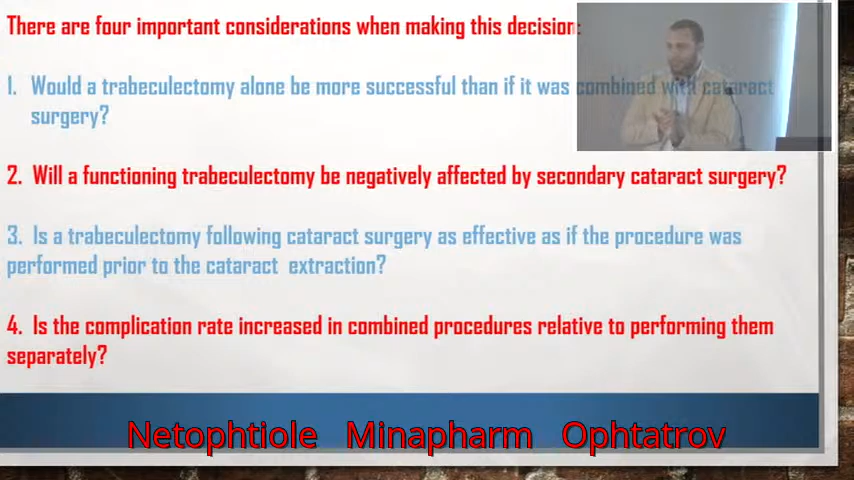 There are four important considerations when making this decision:
1. Would a trabeculectomy alone be more successful than if it was combined with cataract
surgery?
2. Will a functioning trabeculectomy be negatively affected by secondary cataract surgery?
3. Is a trabeculectomy following cataract surgery as effective as if the procedure was
performed prior to the cataract extraction?
4. Is the complication rate increased in combined procedures relative to performing them
separately?
Netophtiole Minapharm Ophtatrov